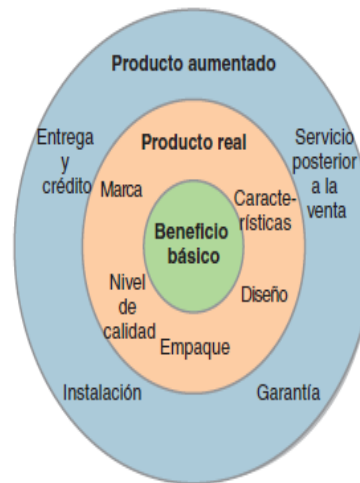 Producto aumentado
Entrega
y
crédito
Producto real
Servicio
posterior
a la
venta
Marca
Caracte-
rísticas
Beneficio
básico
Nivel
de
calidad
Diseño
Empaque
Instalación
Garantía